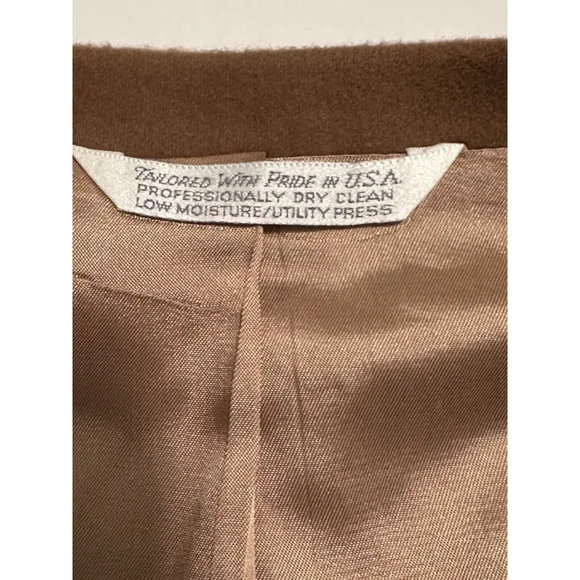 TAILORED WITH PRIDE IN U.S.A.
PROFESSIONALLY DRY CLEAN
LOW MOISTURE/UTILITY PRESS